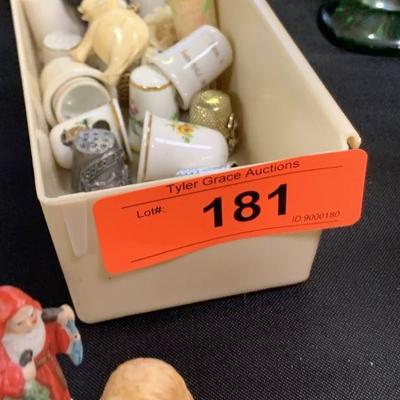 Tyler Grace Auctions
Lot#:
181
ID:9000180